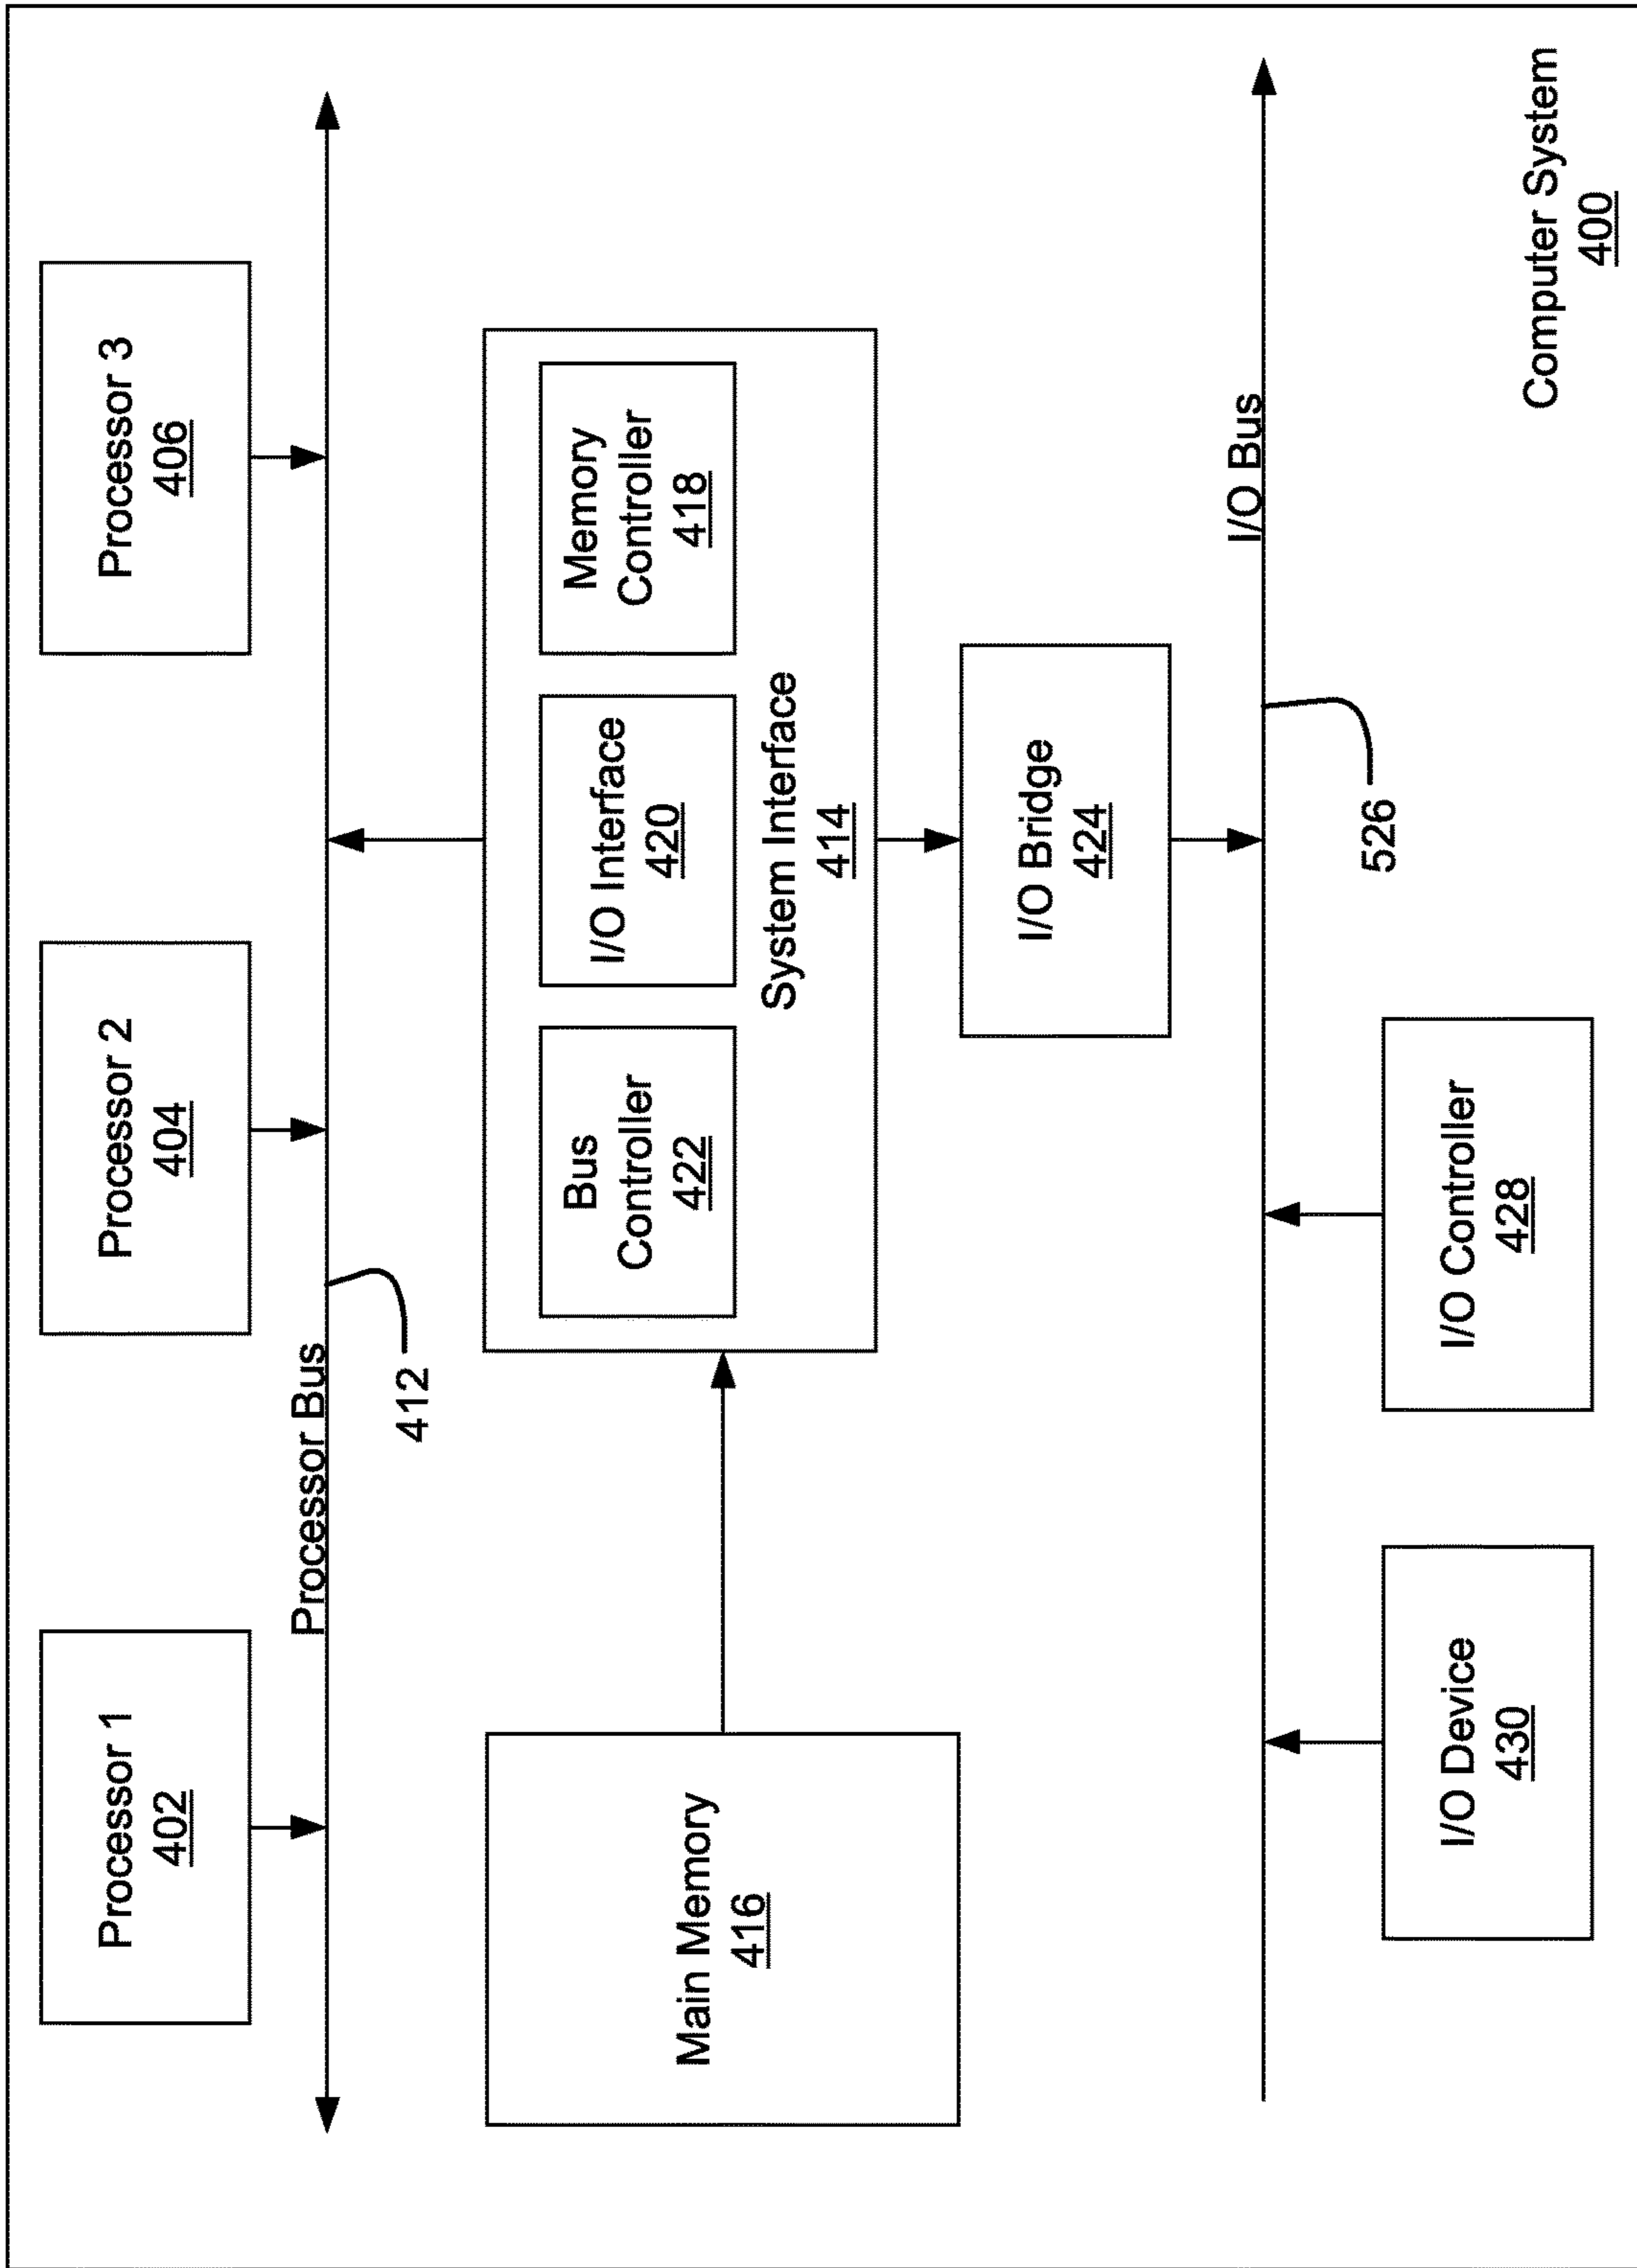 Processor 1
402
Processor 2
404
Processor 3
406
Processor Bus
412
Main Memory
416
Bus
Controller
422
I/O Interface
420
Memory
Controller
418
System Interface
414
I/O Bridge
424
I/O Bus
526
I/O Device
430
I/O Controller
428
Computer System
400